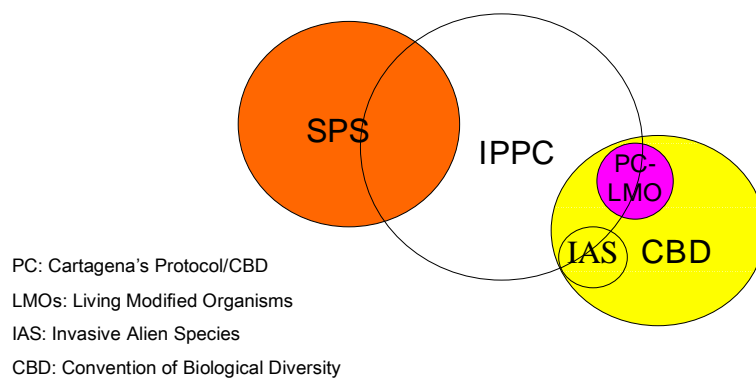 SPS
IPPC
PC-
LMO
IAS
CBD
PC: Cartagena's Protocol/CBD
LMOs: Living Modified Organisms
IAS: Invasive Alien Species
CBD: Convention of Biological Diversity